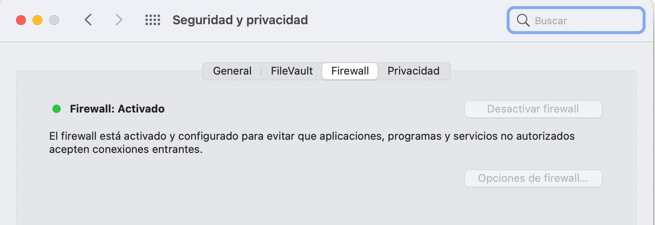 Seguridad y privacidad
Buscar
General FileVault Firewall Privacidad
Firewall: Activado
Desactivar firewall
El firewall está activado y configurado para evitar que aplicaciones, programas y servicios no autorizados
acepten conexiones entrantes.
Opciones de firewall...